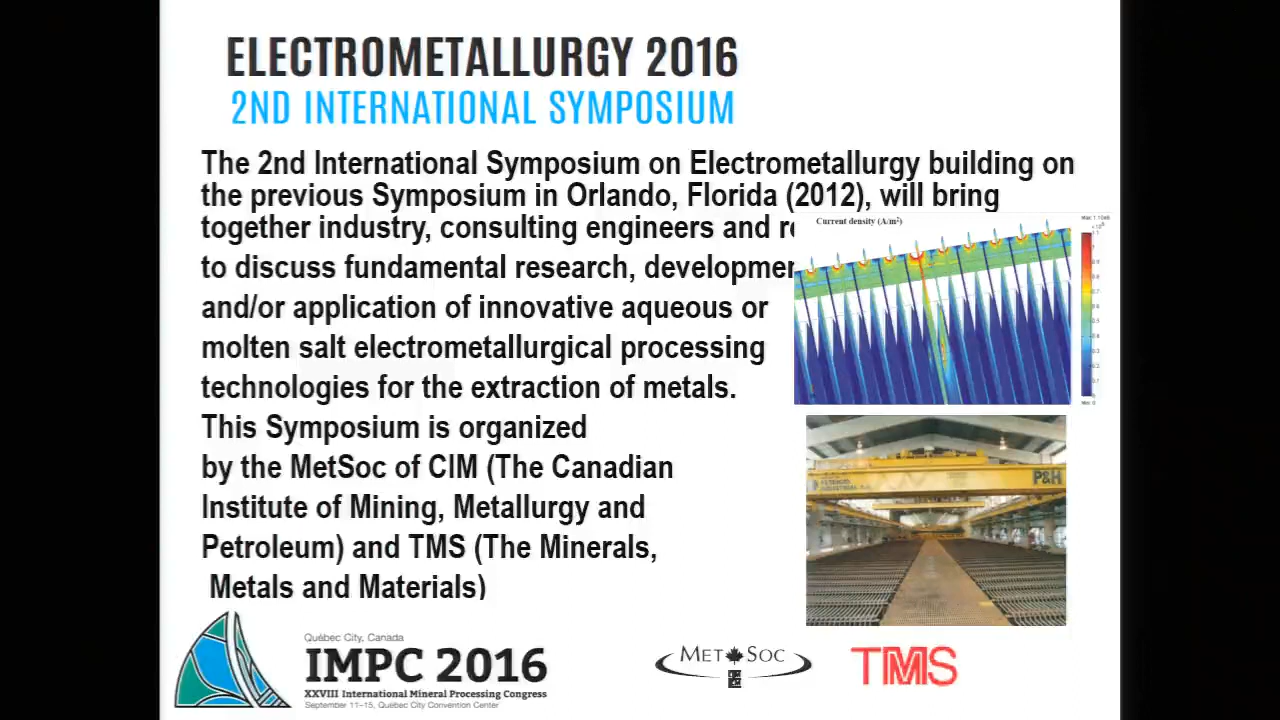 ELECTROMETALLURGY 2016
2ND INTERNATIONAL SYMPOSIUM
The 2nd International Symposium on Electrometallurgy building on
the previous Symposium in Orlando, Florida (2012), will bring
together industry, consulting engineers and
to discuss fundamental research,
and/or application of innovative aqueous or
molten salt electrometallurgical processing
technologies for the extraction of metals.
This Symposium is organized
by the MetSoc of CIM (The Canadian
Institute of Mining, Metallurgy and
Petroleum) and TMS (The Minerals,
Metals and Materials)
Current density (A/m²)
P&H
Québec City, Canada
IMPC 2016
XXVIII International Mineral Processing Congress
September 11–15, Québec City Convention Center
METSOC
TMS